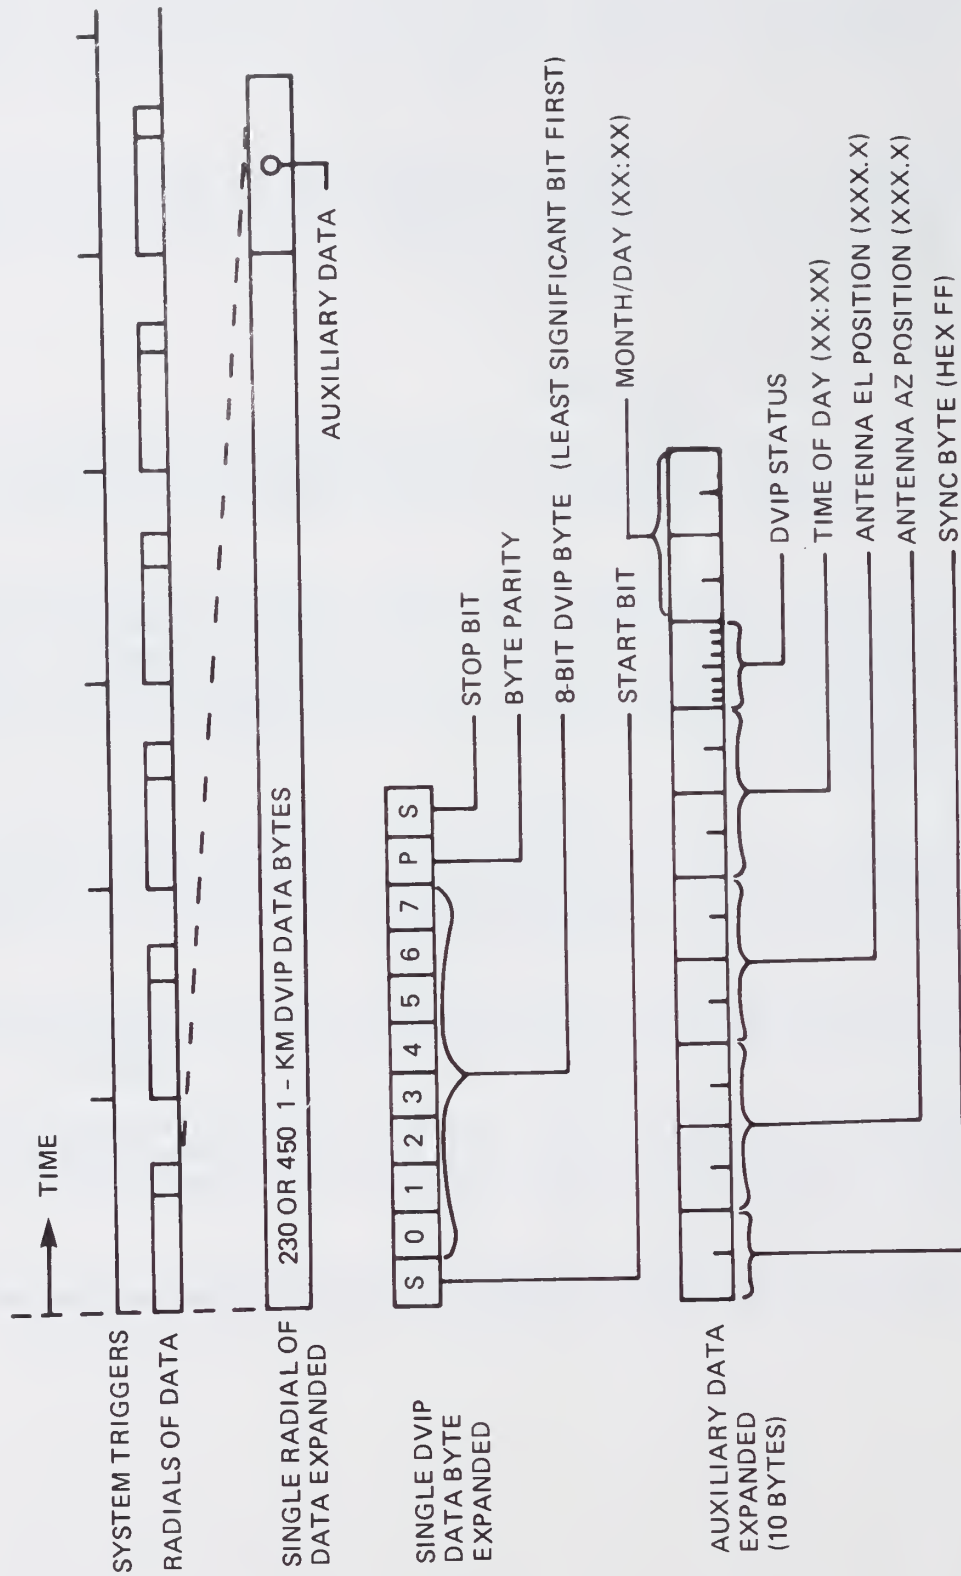 TIME
SYSTEM TRIGGERS
RADIALS OF DATA
SINGLE RADIAL OF
DATA EXPANDED
230 OR 450 1 - KM DVIP DATA BYTES
AUXILIARY DATA
SINGLE DVIP
DATA BYTE
EXPANDED
S 0 1 2 3 4 5 6 7 P S
STOP BIT
BYTE PARITY
8-BIT DVIP BYTE (LEAST SIGNIFICANT BIT FIRST)
START BIT
MONTH/DAY (XX:XX)
AUXILIARY DATA
EXPANDED
(10 BYTES)
DVIP STATUS
TIME OF DAY (XX:XX)
ANTENNA EL POSITION (XXX.X)
ANTENNA AZ POSITION (XXX.X)
SYNC BYTE (HEX FF)